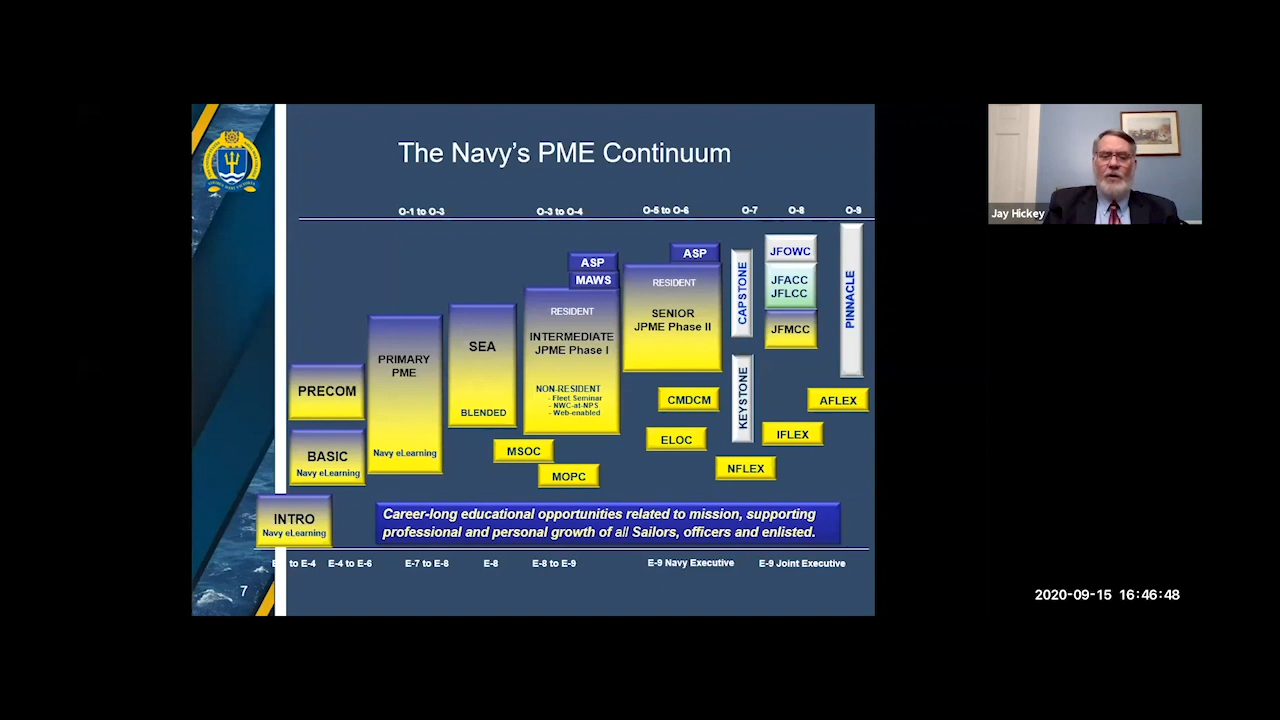 The Navy's PME Continuum
O-1 to O-3
O-3 to O-4
O-5 to O-6
O-7
O-8
O-9
PRECOM
BASIC
Navy eLearning
INTRO
Navy eLearning
PRIMARY
PME
Navy eLearning
SEA
BLENDED
ASP
MAWS
RESIDENT
INTERMEDIATE
JPME Phase I
NON-RESIDENT
- Fleet Seminar
- NWC-at-NPS
- Web-enabled
MSOC
MOPC
ASP
RESIDENT
SENIOR
JPME Phase II
CMDCM
ELOC
CAPSTONE
KEYSTONE
NFLEX
JFOWC
JFACC
JFLCC
JFMCC
IFLEX
PINNACLE
AFLEX
Career-long educational opportunities related to mission, supporting
professional and personal growth of all Sailors, officers and enlisted.
to E-4
E-4 to E-6
E-7 to E-8
E-8
E-8 to E-9
E-9 Navy Executive
E-9 Joint Executive
7
Jay Hickey
2020-09-15 16:46:48